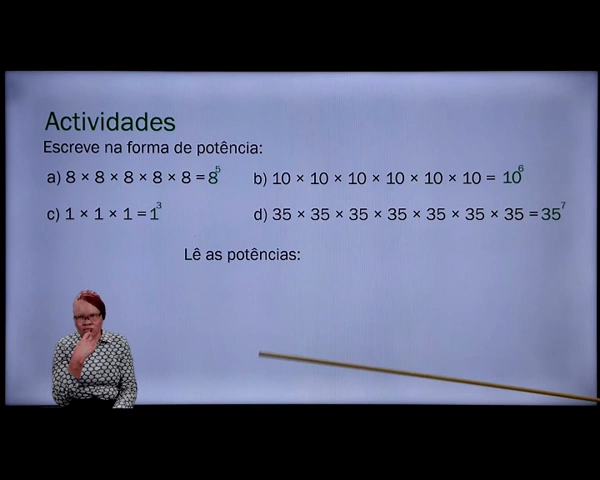 Actividades
Escreve na forma de potência:
a) 8 × 8 × 8 × 8 × 8 = 8⁵ b) 10 × 10 × 10 × 10 × 10 × 10 = 10⁶
c) 1 × 1 × 1 = 1³ d) 35 × 35 × 35 × 35 × 35 × 35 × 35 = 35⁷
Lê as potências: